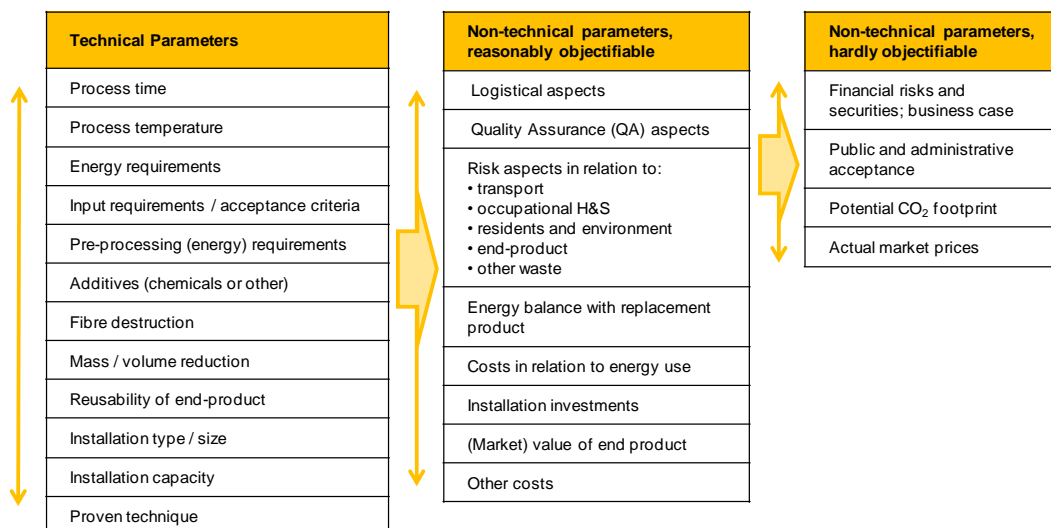 Technical Parameters
Process time
Process temperature
Energy requirements
Input requirements / acceptance criteria
Pre-processing (energy) requirements
Additives (chemicals or other)
Fibre destruction
Mass / volume reduction
Reusability of end-product
Installation type / size
Installation capacity
Proven technique
Non-technical parameters,
reasonably objectifiable
Logistical aspects
Quality Assurance (QA) aspects
Risk aspects in relation to:
• transport
• occupational H&S
• residents and environment
• end-product
• other waste
Energy balance with replacement
product
Costs in relation to energy use
Installation investments
(Market) value of end product
Other costs
Non-technical parameters,
hardly objectifiable
Financial risks and
securities; business case
Public and administrative
acceptance
Potential CO₂ footprint
Actual market prices